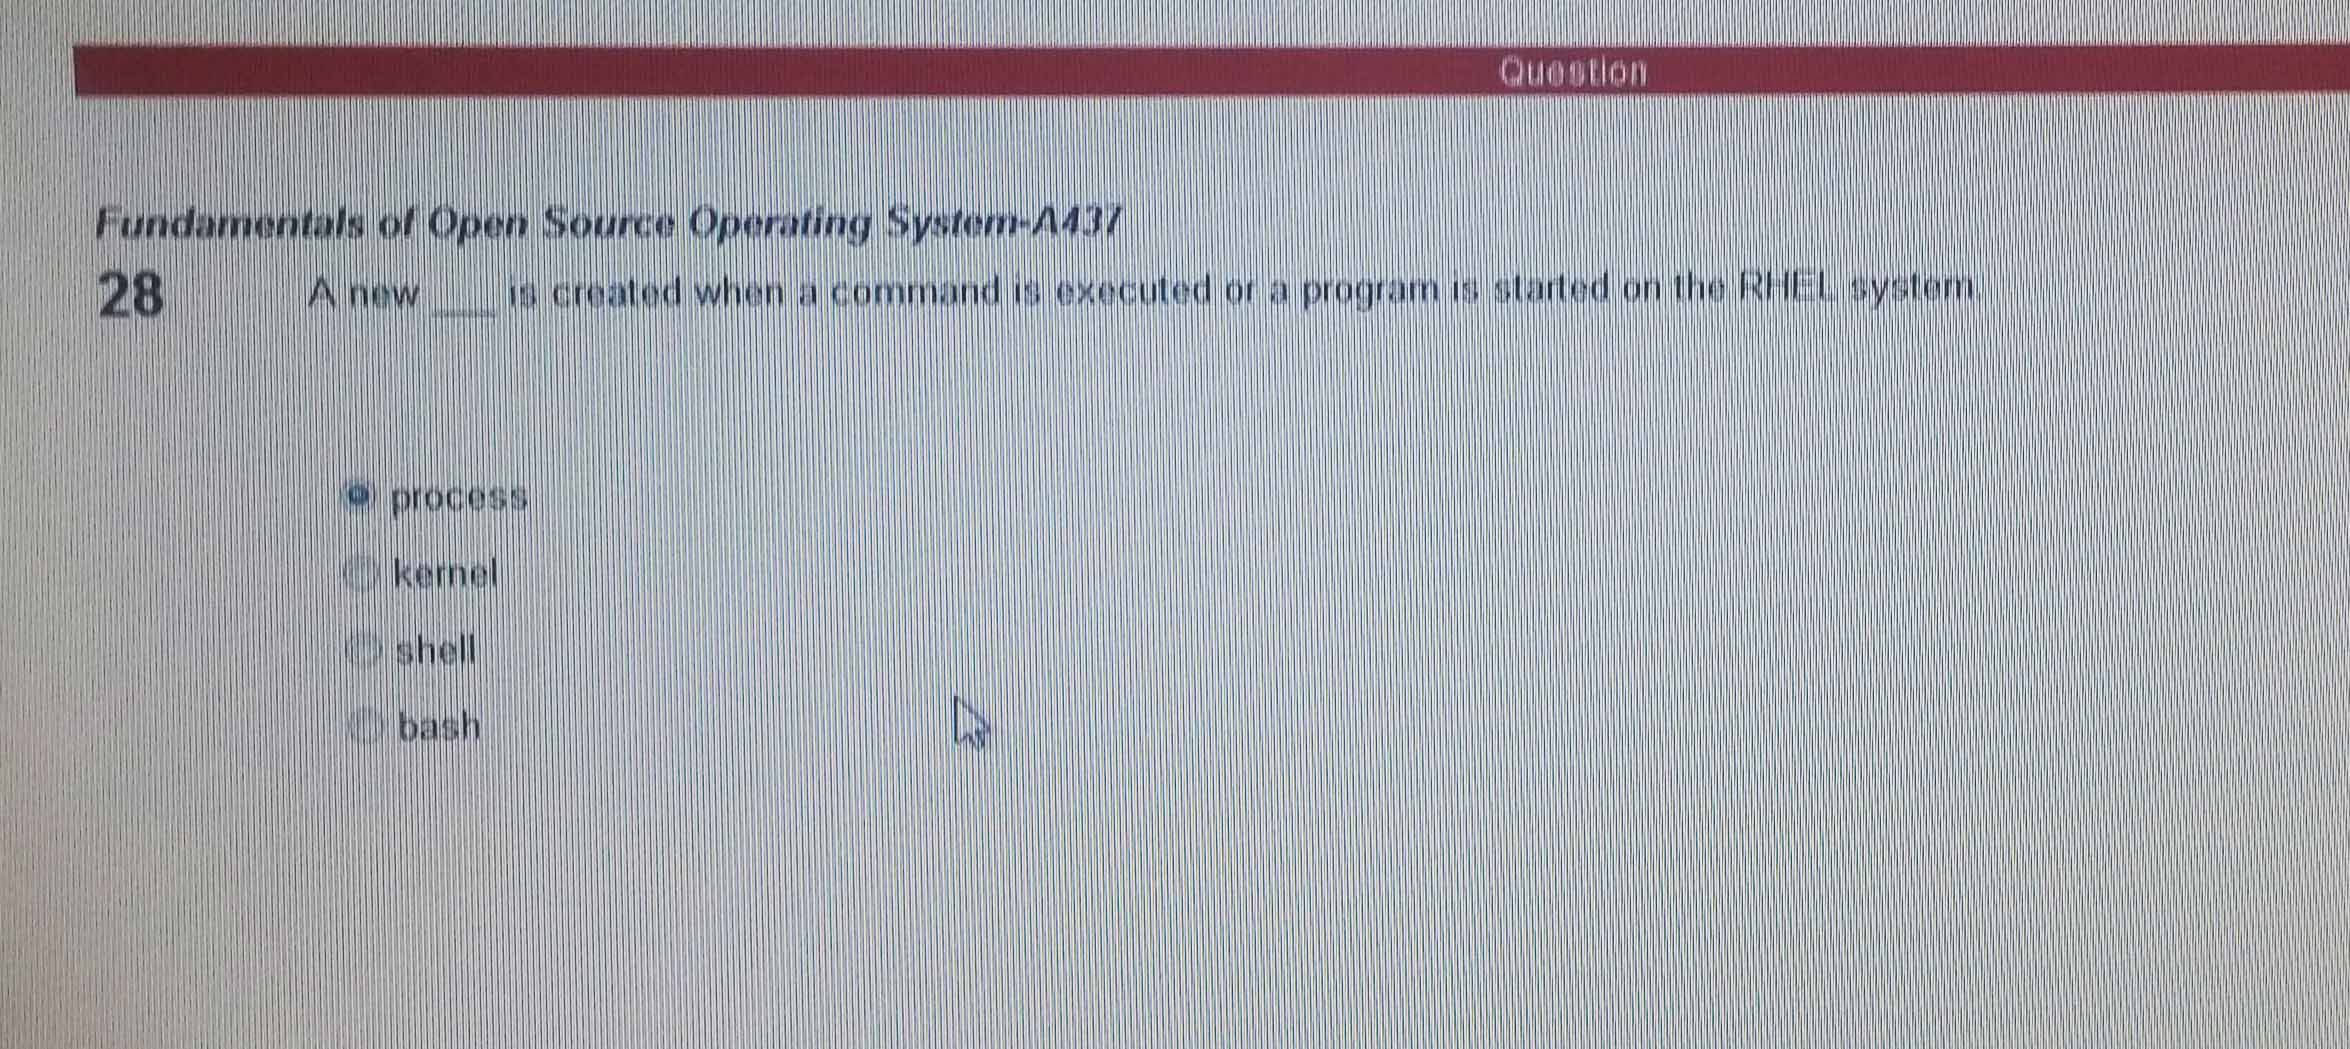 Question
Fundamentals of Open Source Operating System-A437
28 A new ____ is created when a command is executed or a program is started on the RHEL system.
process
kernel
shell
bash